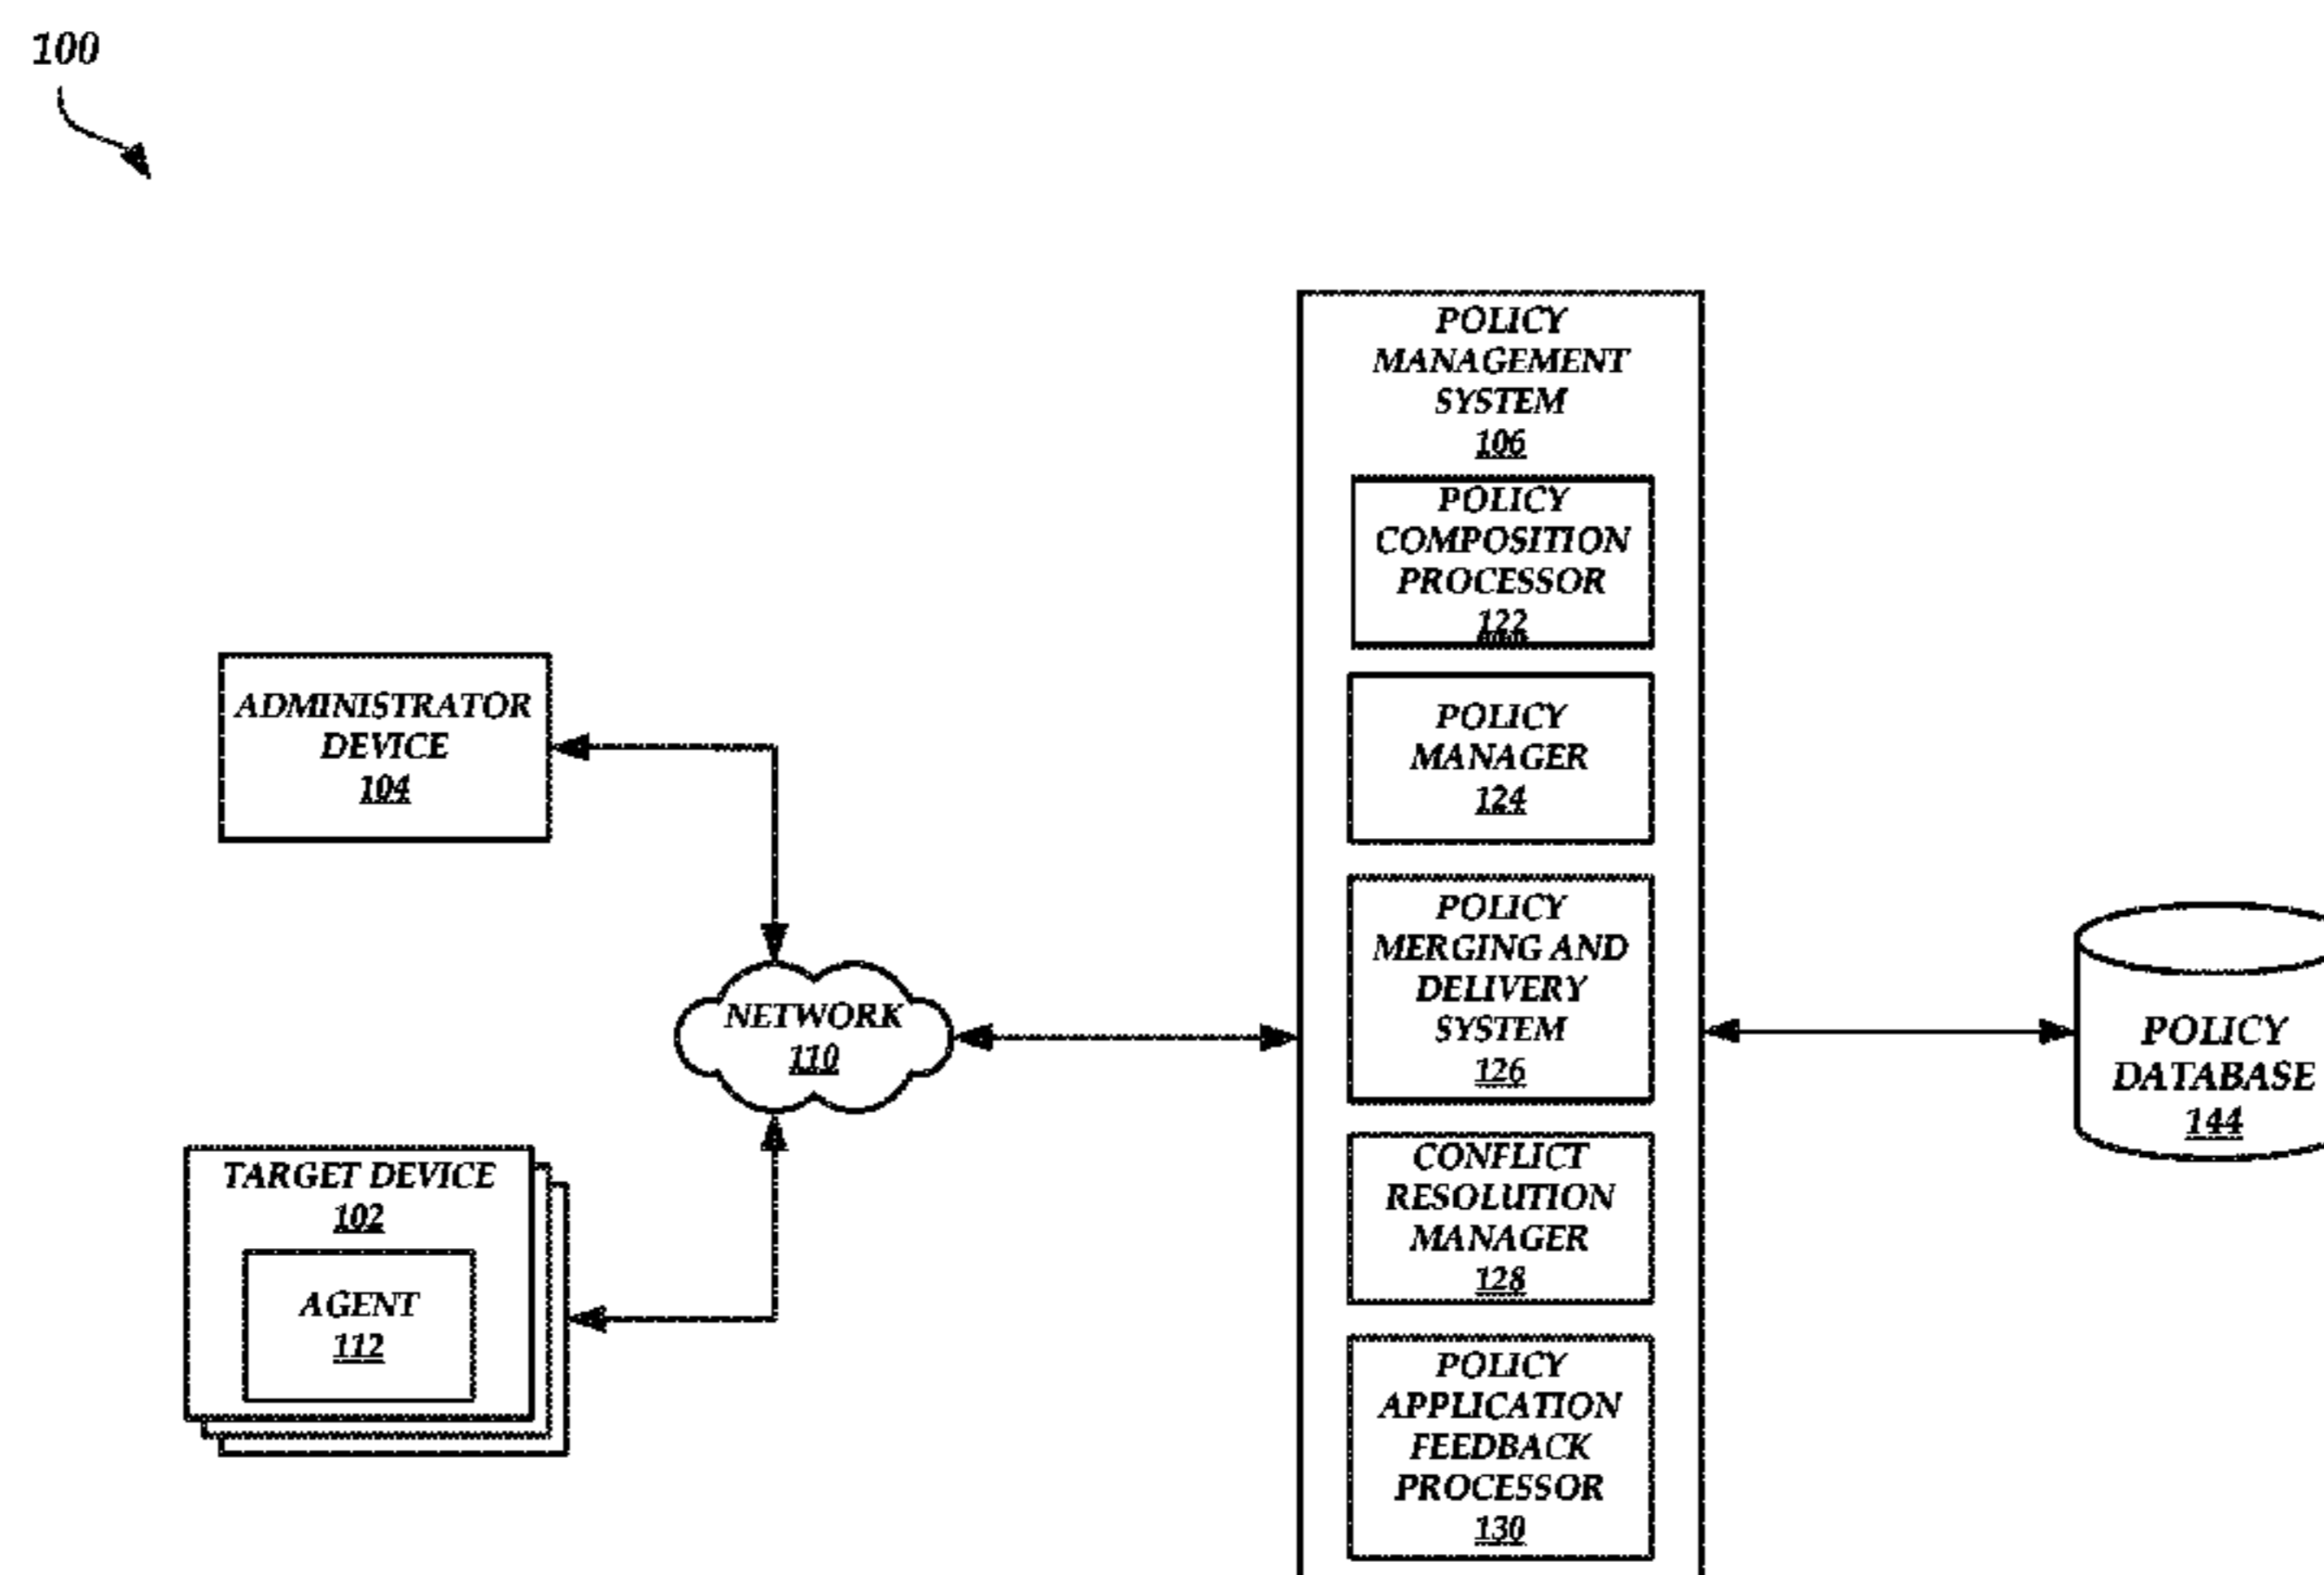 100
POLICY
MANAGEMENT
SYSTEM
106
POLICY
COMPOSITION
PROCESSOR
122
POLICY
MANAGER
124
POLICY
MERGING AND
DELIVERY
SYSTEM
126
CONFLICT
RESOLUTION
MANAGER
128
POLICY
APPLICATION
FEEDBACK
PROCESSOR
130
ADMINISTRATOR
DEVICE
104
NETWORK
110
TARGET DEVICE
102
AGENT
112
POLICY
DATABASE
144